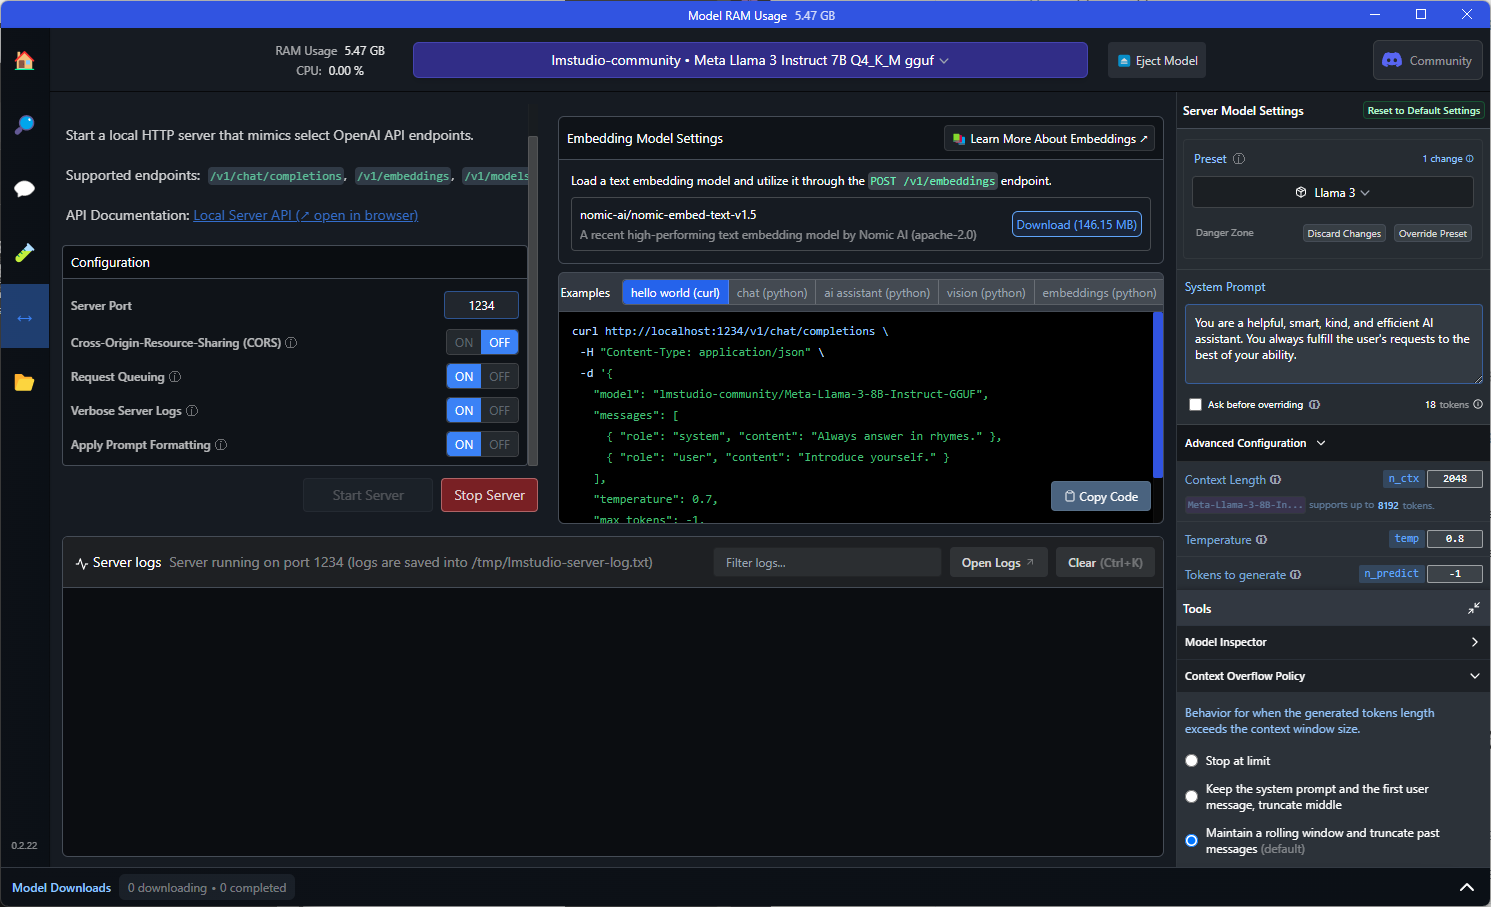 Model RAM Usage 5.47 GB
RAM Usage 5.47 GB
CPU: 0.00 %
lmstudio-community • Meta Llama 3 Instruct 7B Q4_K_M gguf
Eject Model
Community
Start a local HTTP server that mimics select OpenAI API endpoints.
Supported endpoints: /v1/chat/completions, /v1/embeddings, /v1/models
API Documentation: Local Server API (↗ open in browser)
Configuration
Server Port 1234
Cross-Origin-Resource-Sharing (CORS) ⓘ ON OFF
Request Queuing ⓘ ON OFF
Verbose Server Logs ⓘ ON OFF
Apply Prompt Formatting ⓘ ON OFF
Start Server Stop Server
Embedding Model Settings
Learn More About Embeddings ↗
Load a text embedding model and utilize it through the POST /v1/embeddings endpoint.
nomic-ai/nomic-embed-text-v1.5
A recent high-performing text embedding model by Nomic AI (apache-2.0)
Download (146.15 MB)
Examples hello world (curl) chat (python) ai assistant (python) vision (python) embeddings (python)
curl http://localhost:1234/v1/chat/completions \
-H "Content-Type: application/json" \
-d '{
"model": "lmstudio-community/Meta-Llama-3-8B-Instruct-GGUF",
"messages": [
{ "role": "system", "content": "Always answer in rhymes." },
{ "role": "user", "content": "Introduce yourself." }
],
"temperature": 0.7,
"max_tokens": -1,
Copy Code
Server logs Server running on port 1234 (logs are saved into /tmp/lmstudio-server-log.txt)
Filter logs...
Open Logs ↗
Clear (Ctrl+K)
Server Model Settings
Reset to Default Settings
Preset ⓘ 1 change ⓘ
Llama 3
Danger Zone Discard Changes Override Preset
System Prompt
You are a helpful, smart, kind, and efficient AI
assistant. You always fulfill the user's requests to the
best of your ability.
Ask before overriding ⓘ 18 tokens ⓘ
Advanced Configuration
Context Length ⓘ n_ctx 2048
Meta-Llama-3-8B-In... supports up to 8192 tokens.
Temperature ⓘ temp 0.8
Tokens to generate ⓘ n_predict -1
Tools
Model Inspector
Context Overflow Policy
Behavior for when the generated tokens length
exceeds the context window size.
Stop at limit
Keep the system prompt and the first user
message, truncate middle
Maintain a rolling window and truncate past
messages (default)
0.2.22
Model Downloads 0 downloading • 0 completed